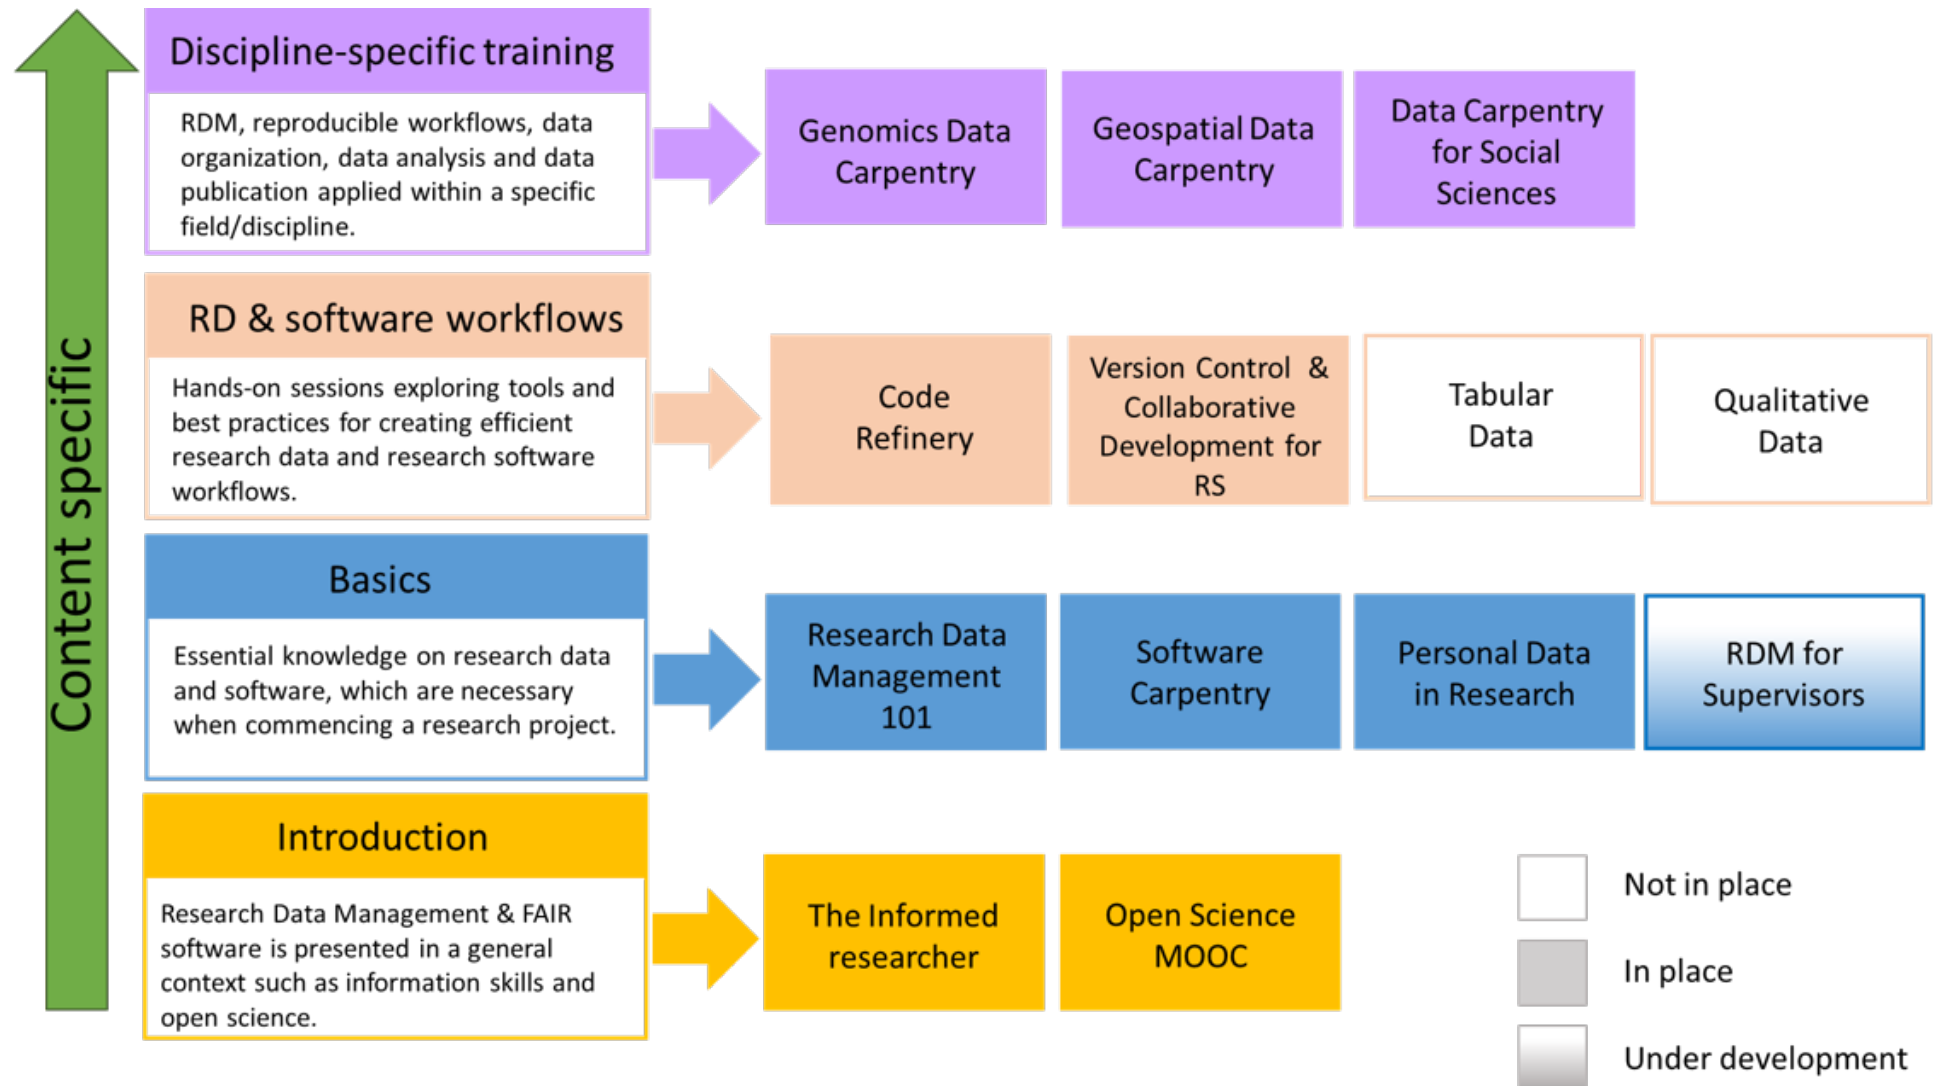 Content specific
Discipline-specific training
RDM, reproducible workflows, data
organization, data analysis and data
publication applied within a specific
field/discipline.
Genomics Data
Carpentry
Geospatial Data
Carpentry
Data Carpentry
for Social
Sciences
RD & software workflows
Hands-on sessions exploring tools and
best practices for creating efficient
research data and research software
workflows.
Code
Refinery
Version Control &
Collaborative
Development for
RS
Tabular
Data
Qualitative
Data
Basics
Essential knowledge on research data
and software, which are necessary
when commencing a research project.
Research Data
Management
101
Software
Carpentry
Personal Data
in Research
RDM for
Supervisors
Introduction
Research Data Management & FAIR
software is presented in a general
context such as information skills and
open science.
The Informed
researcher
Open Science
MOOC
Not in place
In place
Under development